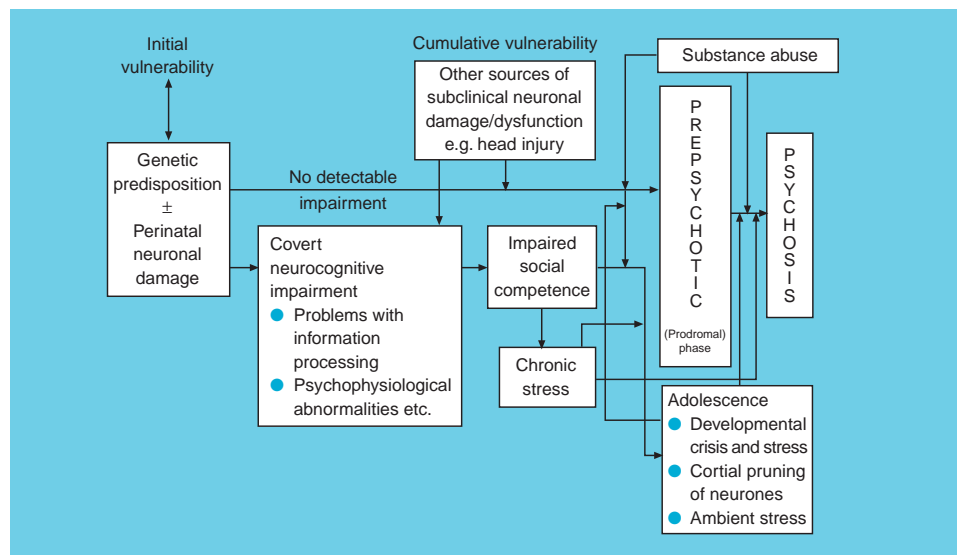 Initial
vulnerability
Cumulative vulnerability
Other sources of
subclinical neuronal
damage/dysfunction
e.g. head injury
Substance abuse
Genetic
predisposition
±
Perinatal
neuronal
damage
No detectable
impairment
Covert
neurocognitive
impairment
Problems with
information
processing
Psychophysiological
abnormalities etc.
Impaired
social
competence
Chronic
stress
P
R
E
P
S
Y
C
H
O
T
I
C
(Prodromal)
phase
P
S
Y
C
H
O
S
I
S
Adolescence
Developmental
crisis and stress
Cortial pruning
of neurones
Ambient stress